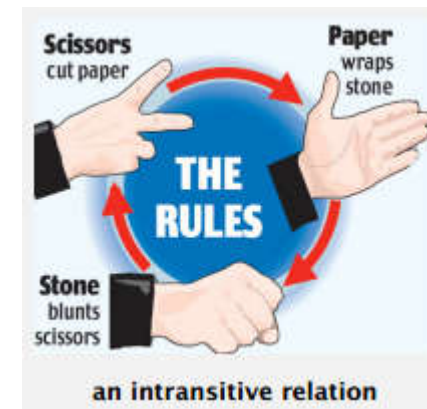 Scissors
cut paper
Paper
wraps
stone
THE
RULES
Stone
blunts
scissors
an intransitive relation